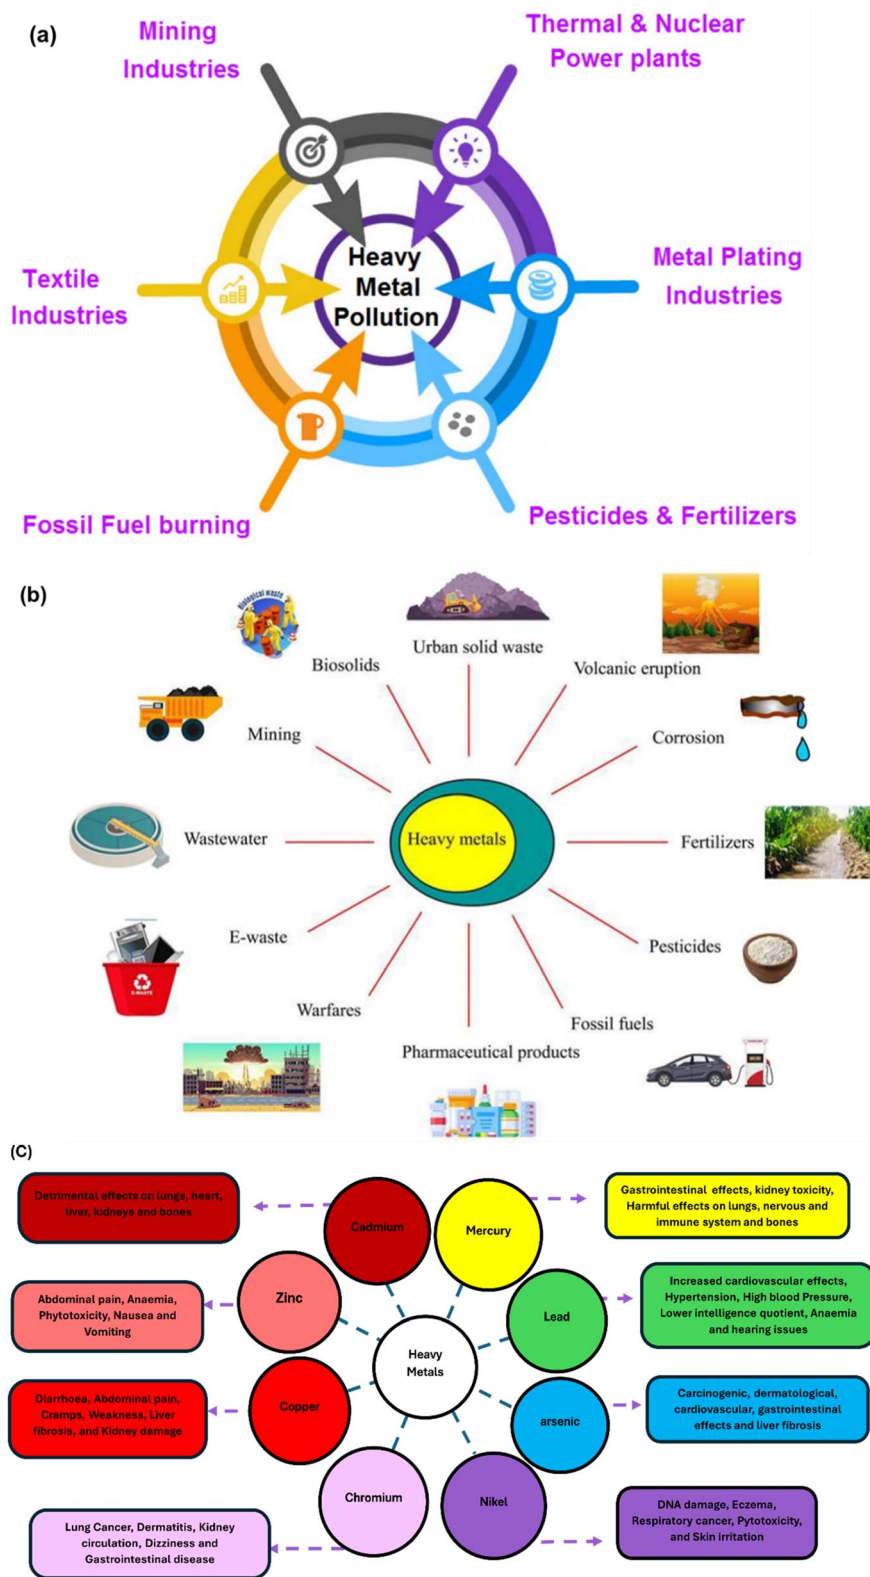 (a)
Mining
Industries
Thermal & Nuclear
Power plants
Textile
Industries
Heavy
Metal
Pollution
Metal Plating
Industries
Fossil Fuel burning
Pesticides & Fertilizers
(b)
Biological waste
Biosolids
Urban solid waste
Volcanic eruption
Mining
Corrosion
Wastewater
Heavy metals
Fertilizers
E-waste
E-WASTE
Pesticides
Warfares
Fossil fuels
Pharmaceutical products
(C)
Detrimental effects on lungs, heart,
liver, kidneys and bones
Cadmium
Mercury
Gastrointestinal effects, kidney toxicity,
Harmful effects on lungs, nervous and
immune system and bones
Abdominal pain, Anaemia,
Phytotoxicity, Nausea and
Vomiting
Zinc
Lead
Increased cardiovascular effects,
Hypertension, High blood Pressure,
Lower intelligence quotient, Anaemia
and hearing issues
Heavy
Metals
Diarrhoea, Abdominal pain,
Cramps, Weakness, Liver
fibrosis, and Kidney damage
Copper
arsenic
Carcinogenic, dermatological,
cardiovascular, gastrointestinal
effects and liver fibrosis
Lung Cancer, Dermatitis, Kidney
circulation, Dizziness and
Gastrointestinal disease
Chromium
Nikel
DNA damage, Eczema,
Respiratory cancer, Pytotoxicity,
and Skin irritation